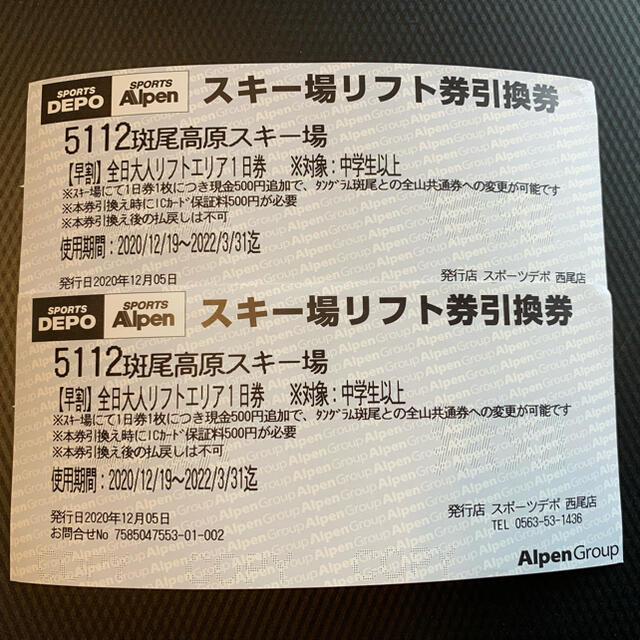 SPORTS DEPO SPORTS Alpen スキー場リフト券引換券
5112斑尾高原スキー場
【早割】全日大人リフトエリア1日券 ※対象:中学生以上
※スキー場にて1日券1枚につき現金500円追加で、タングラム斑尾との全山共通券への変更が可能です
※本券引換え時にICカード保証料500円が必要
※本券引換え後の払戻しは不可
使用期間:2020/12/19〜2022/3/31迄
発行日2020年12月05日 発行店 スポーツデポ 西尾店
SPORTS DEPO SPORTS Alpen スキー場リフト券引換券
5112斑尾高原スキー場
【早割】全日大人リフトエリア1日券 ※対象:中学生以上
※スキー場にて1日券1枚につき現金500円追加で、タングラム斑尾との全山共通券への変更が可能です
※本券引換え時にICカード保証料500円が必要
※本券引換え後の払戻しは不可
使用期間:2020/12/19〜2022/3/31迄
発行日2020年12月05日 発行店 スポーツデポ 西尾店
お問合せNo 7585047553-01-002 TEL 0563-53-1436
AlpenGroup